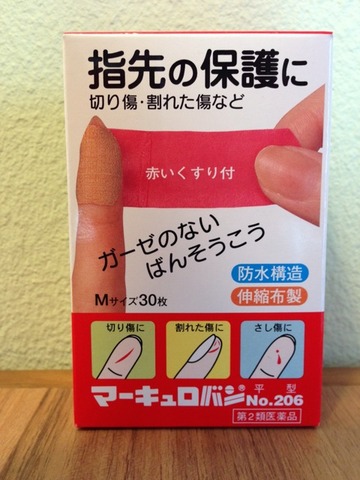 指先の保護に
切り傷・割れた傷など
赤いくすり付
ガーゼのない
ばんそうこう
防水構造
伸縮布製
Mサイズ30枚
切り傷に
割れた傷に
さし傷に
マーキュロバン® 平型 No.206
第2類医薬品